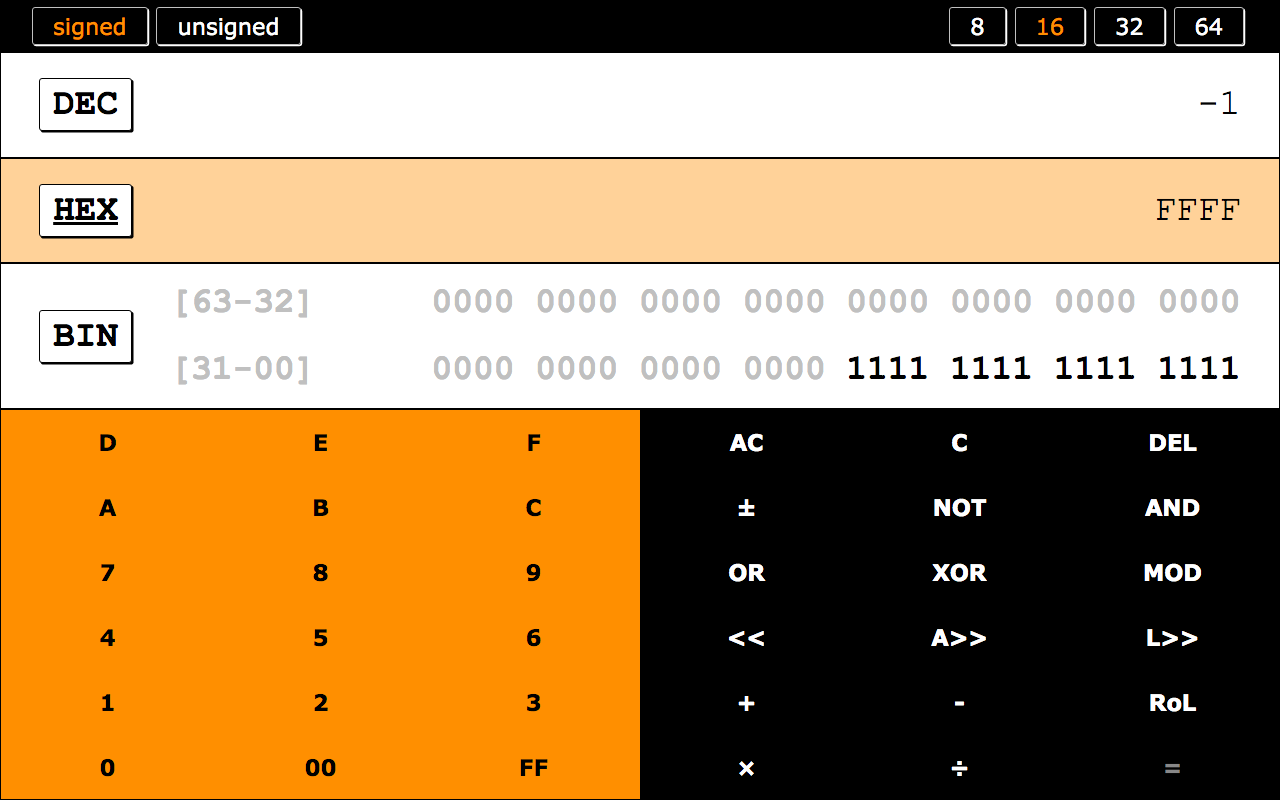 signed unsigned 8 16 32 64
DEC -1
HEX FFFF
[63-32] 0000 0000 0000 0000 0000 0000 0000 0000
BIN
[31-00] 0000 0000 0000 0000 1111 1111 1111 1111
D E F AC C DEL
A B C ± NOT AND
7 8 9 OR XOR MOD
4 5 6 << A>> L>>
1 2 3 + - RoL
0 00 FF × ÷ =